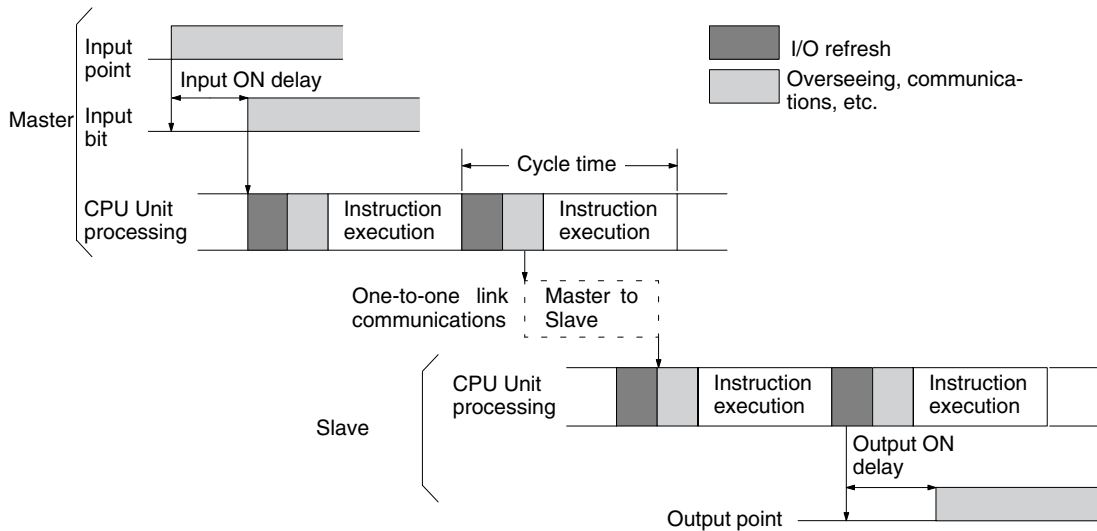 Input
point
Input ON delay
Master
Input
bit
I/O refresh
Overseeing, communica-
tions, etc.
Cycle time
CPU Unit
processing
Instruction
execution
Instruction
execution
One-to-one link
communications
Master to
Slave
Slave
CPU Unit
processing
Instruction
execution
Instruction
execution
Output ON
delay
Output point